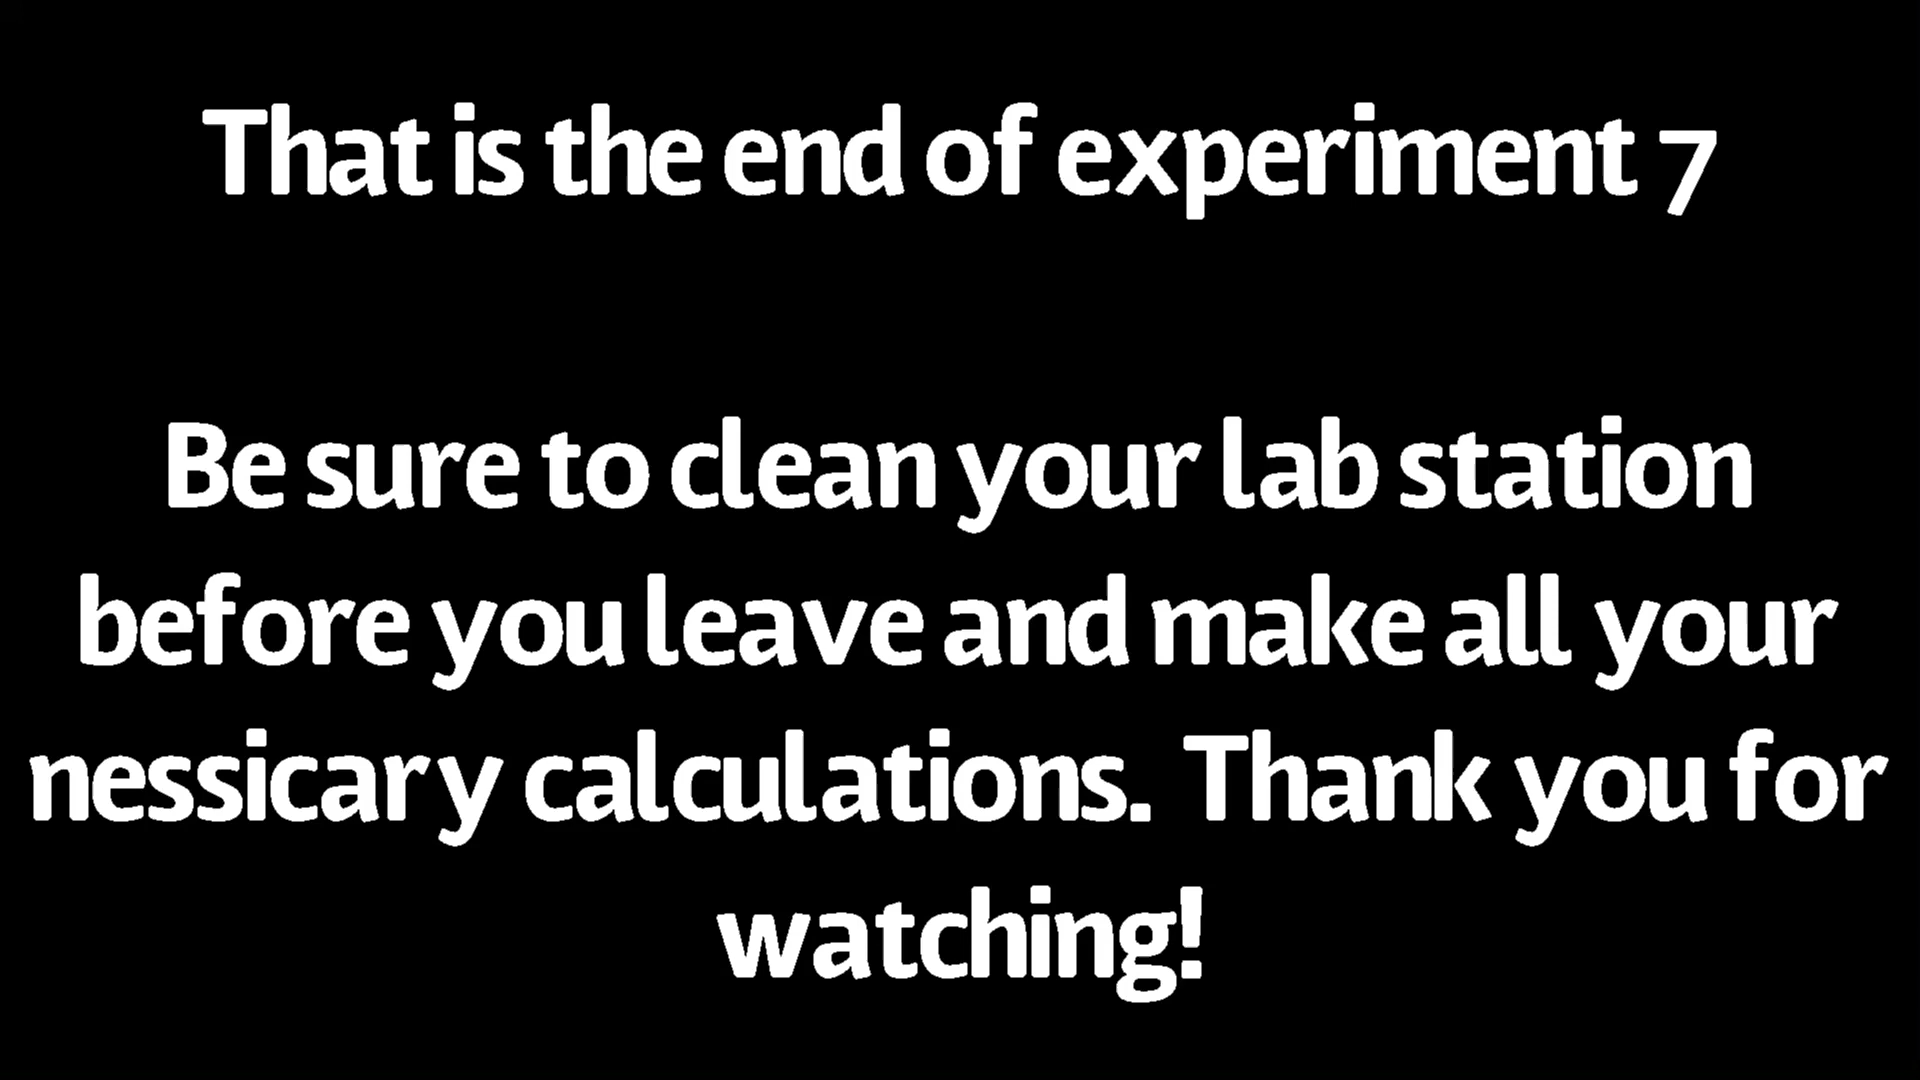 That is the end of experiment 7
Be sure to clean your lab station
before you leave and make all your
nessicary calculations. Thank you for
watching!